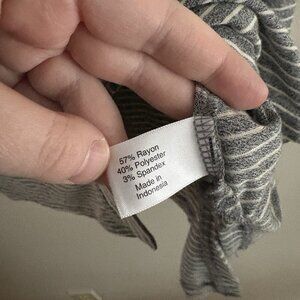 57% Rayon
40% Polyester
3% Spandex
Made in
Indonesia